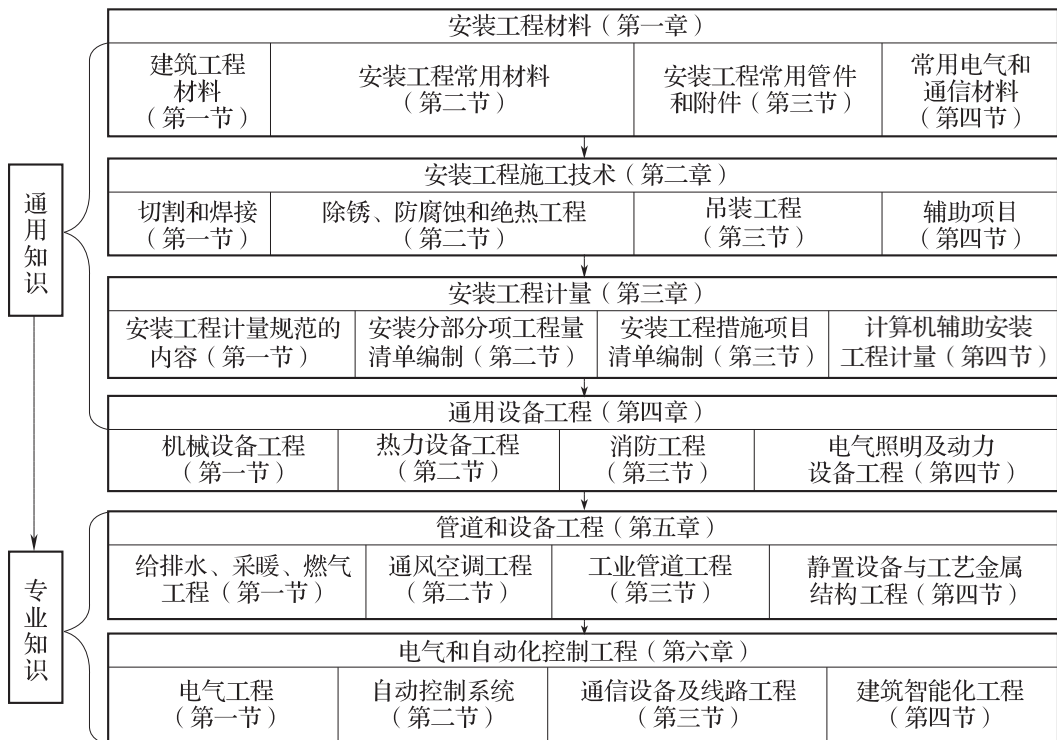 安装工程材料（第一章）
建筑工程
材料
（第一节）
安装工程常用材料
（第二节）
安装工程常用管件
和附件（第三节）
常用电气和
通信材料
（第四节）
通用知识
安装工程施工技术（第二章）
切割和焊接
（第一节）
除锈、防腐蚀和绝热工程
（第二节）
吊装工程
（第三节）
辅助项目
（第四节）
安装工程计量（第三章）
安装工程计量规范的
内容（第一节）
安装分部分项工程量
清单编制（第二节）
安装工程措施项目
清单编制（第三节）
计算机辅助安装
工程计量（第四节）
通用设备工程（第四章）
机械设备工程
（第一节）
热力设备工程
（第二节）
消防工程
（第三节）
电气照明及动力
设备工程（第四节）
专业知识
管道和设备工程（第五章）
给排水、采暖、燃气
工程（第一节）
通风空调工程
（第二节）
工业管道工程
（第三节）
静置设备与工艺金属
结构工程（第四节）
电气和自动化控制工程（第六章）
电气工程
（第一节）
自动控制系统
（第二节）
通信设备及线路工程
（第三节）
建筑智能化工程
（第四节）